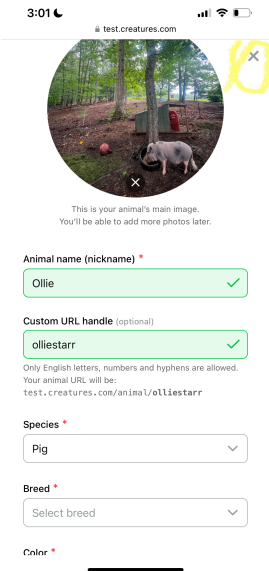 3:01
test.creatures.com
This is your animal's main image.
You'll be able to add more photos later.
Animal name (nickname) *
Ollie
Custom URL handle (optional)
olliestarr
Only English letters, numbers and hyphens are allowed.
Your animal URL will be:
test.creatures.com/animal/olliestarr
Species *
Pig
Breed *
Select breed
Color *